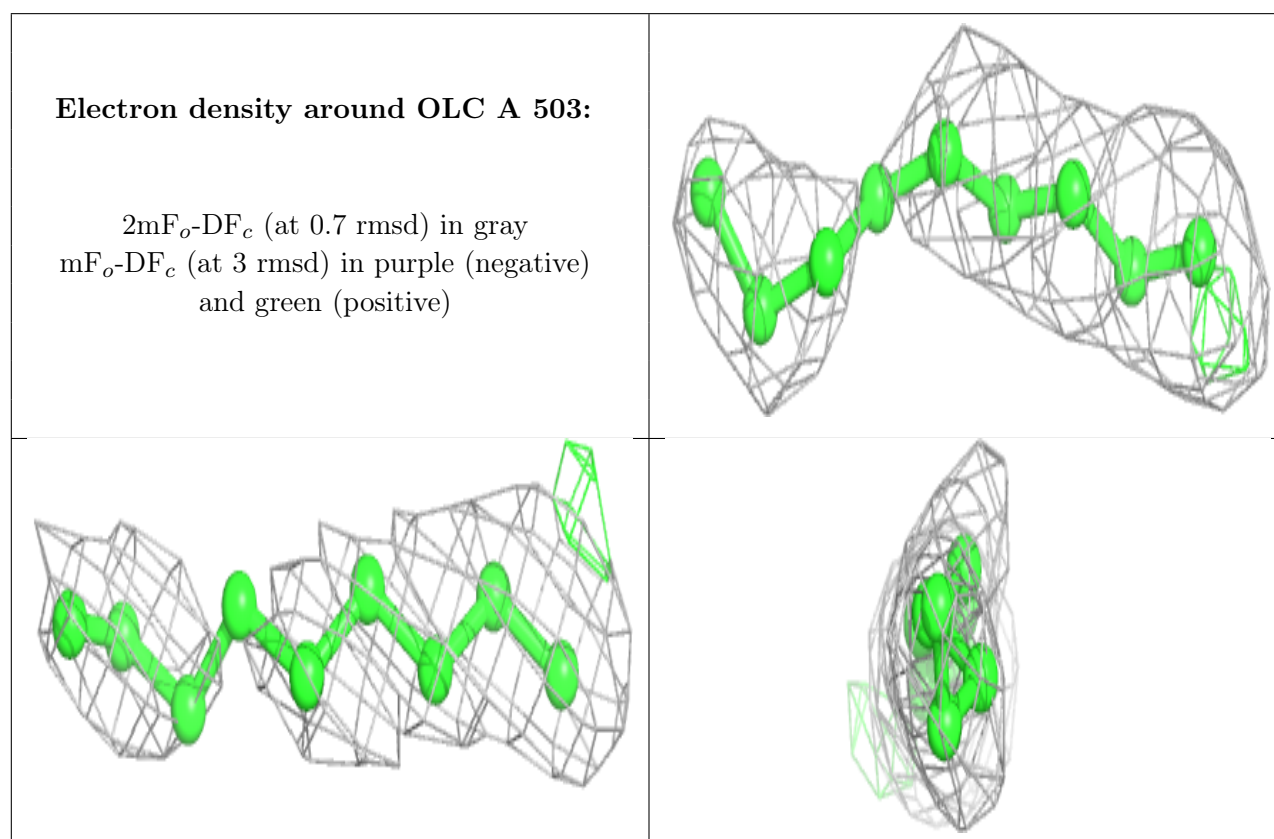 Electron density around OLC A 503:
2mFₒ-DF𝒸 (at 0.7 rmsd) in gray
mFₒ-DF𝒸 (at 3 rmsd) in purple (negative)
and green (positive)